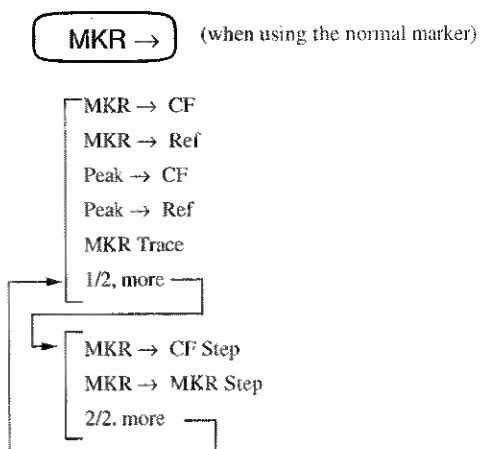 MKR → (when using the normal marker)
MKR → CF
MKR → Ref
Peak → CF
Peak → Ref
MKR Trace
1/2, more
MKR → CF Step
MKR → MKR Step
2/2. more